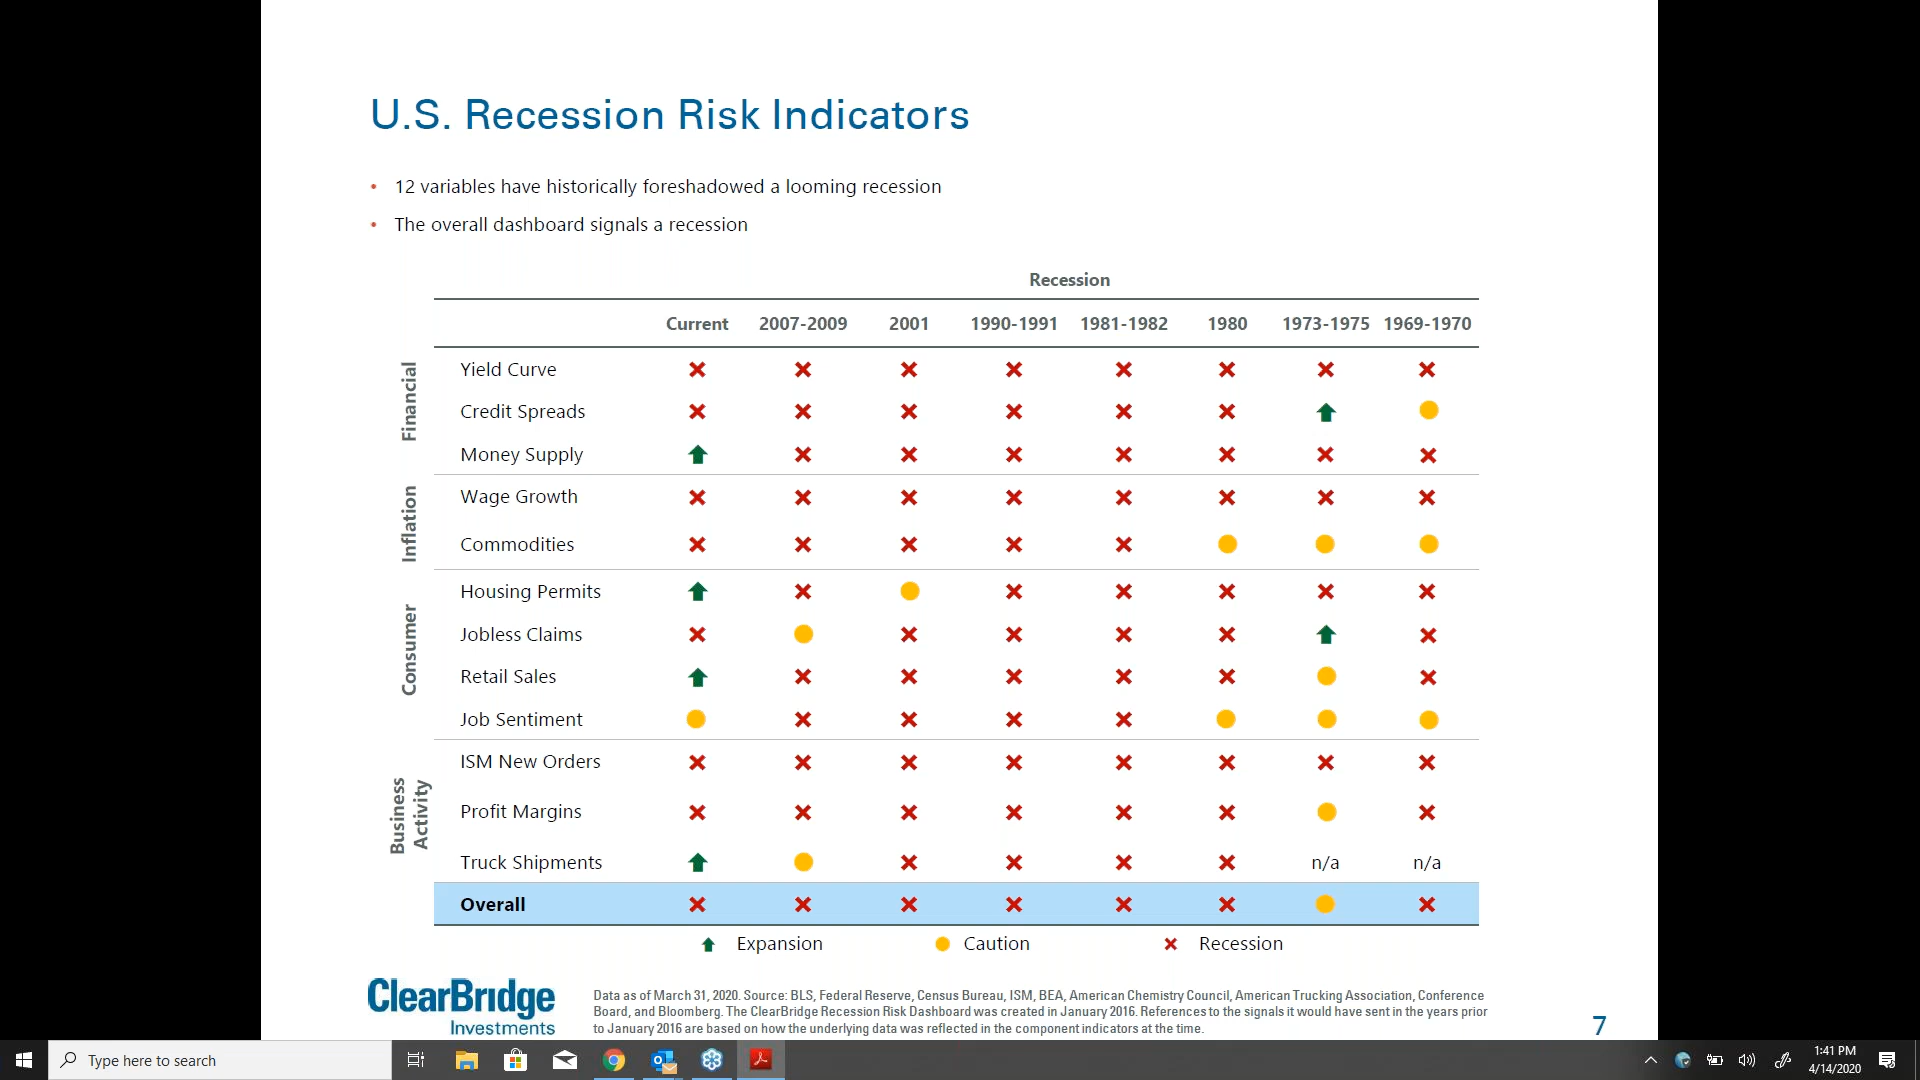 U.S. Recession Risk Indicators
• 12 variables have historically foreshadowed a looming recession
• The overall dashboard signals a recession
Recession
Current 2007-2009 2001 1990-1991 1981-1982 1980 1973-1975 1969-1970
Financial
Yield Curve
Credit Spreads
Money Supply
Inflation
Wage Growth
Commodities
Consumer
Housing Permits
Jobless Claims
Retail Sales
Job Sentiment
Business
Activity
ISM New Orders
Profit Margins
Truck Shipments n/a n/a
Overall
Expansion Caution Recession
ClearBridge
Investments
Data as of March 31, 2020. Source: BLS, Federal Reserve, Census Bureau, ISM, BEA, American Chemistry Council, American Trucking Association, Conference
Board, and Bloomberg. The ClearBridge Recession Risk Dashboard was created in January 2016. References to the signals it would have sent in the years prior
to January 2016 are based on how the underlying data was reflected in the component indicators at the time.
7
Type here to search
1:41 PM
4/14/2020